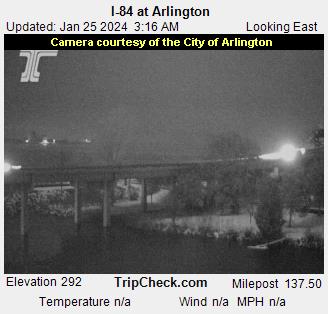 I-84 at Arlington
Updated: Jan 25 2024 3:16 AM Looking East
Camera courtesy of the City of Arlington
Elevation 292 TripCheck.com Milepost 137.50
Temperature n/a Wind n/a MPH n/a